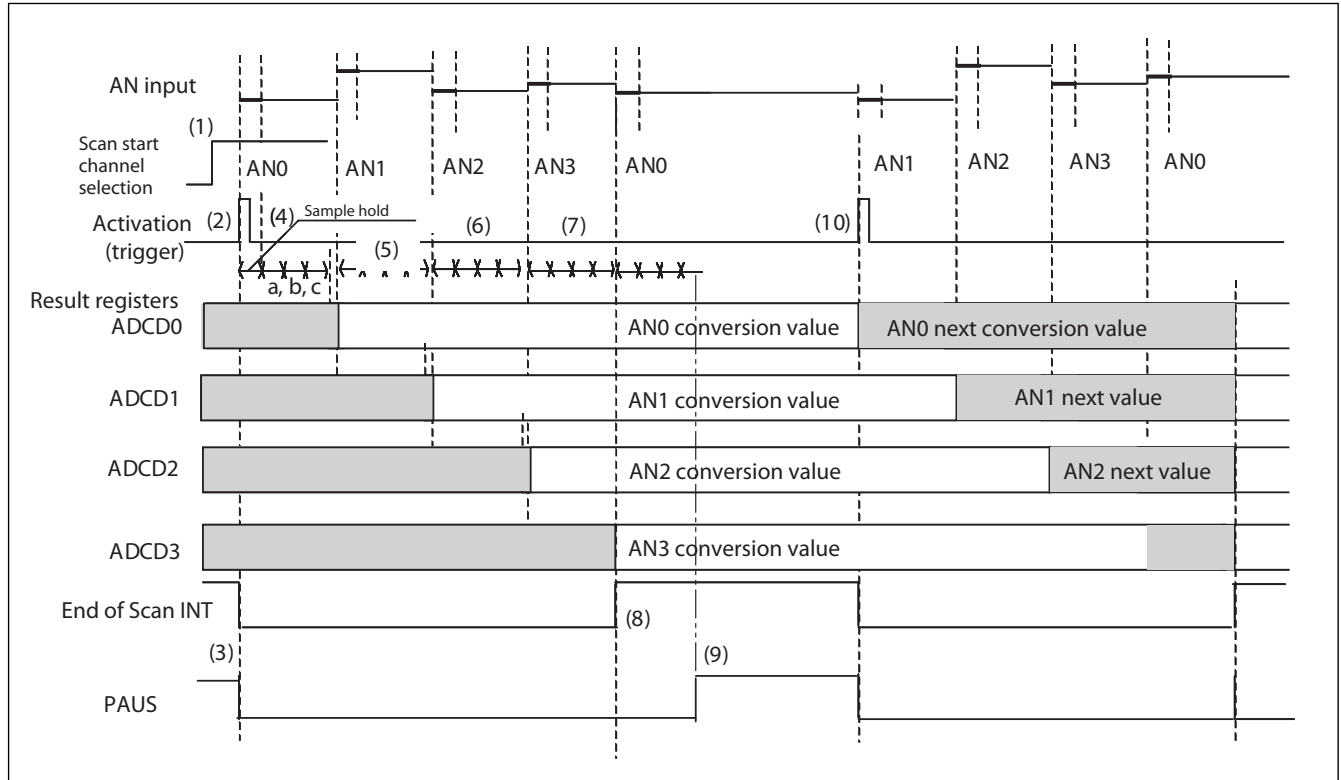 AN input
(1)
Scan start
channel
selection
AN0 AN1 AN2 AN3 AN0 AN1 AN2 AN3 AN0
Activation
(trigger)
(2) (4) Sample hold (5) (6) (7) (10)
a, b, c
Result registers
ADCD0 AN0 conversion value AN0 next conversion value
ADCD1 AN1 conversion value AN1 next value
ADCD2 AN2 conversion value AN2 next value
ADCD3 AN3 conversion value
End of Scan INT (8)
(3) (9)
PAUS